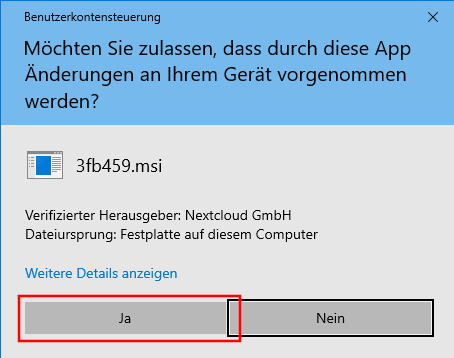 Benutzerkontensteuerung
Möchten Sie zulassen, dass durch diese App
Änderungen an Ihrem Gerät vorgenommen
werden?
3fb459.msi
Verifizierter Herausgeber: Nextcloud GmbH
Dateiursprung: Festplatte auf diesem Computer
Weitere Details anzeigen
Ja
Nein